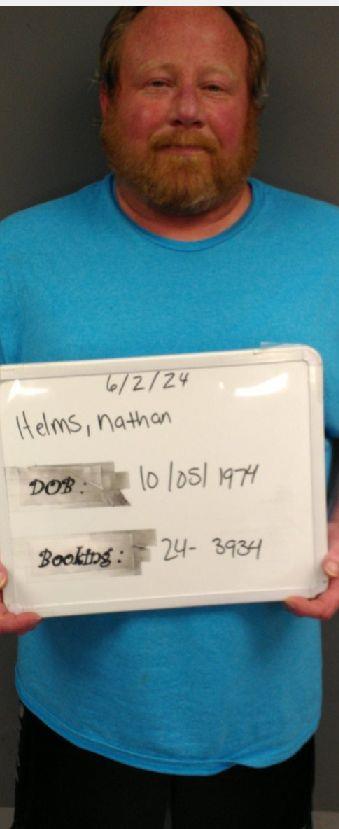 6/2/24
Helms, Nathan
DOB: 10/05/1974
Booking: 24-3934